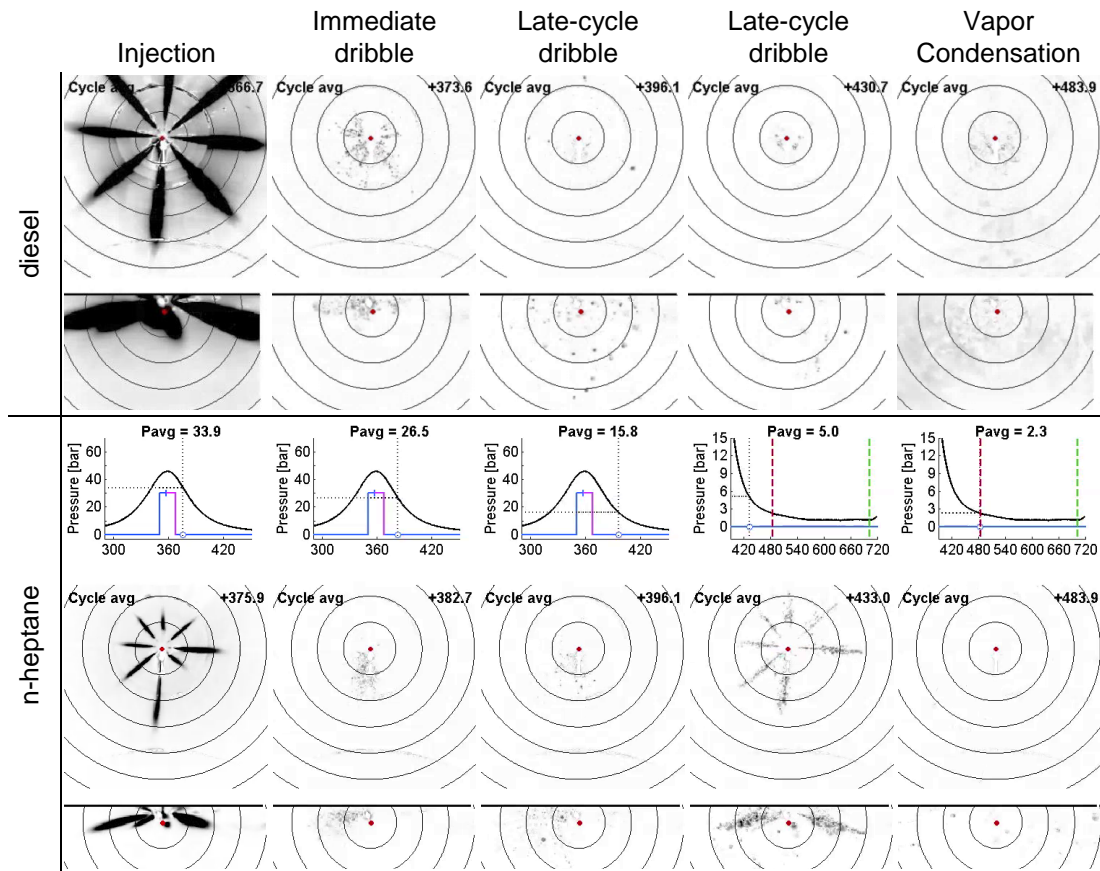 Injection
Immediate
dribble
Late-cycle
dribble
Late-cycle
dribble
Vapor
Condensation
diesel
Cycle avg +366.7
Cycle avg +373.6
Cycle avg +396.1
Cycle avg +430.7
Cycle avg +483.9
n-heptane
Pavg = 33.9
Pressure [bar]
60
40
20
0
300 360 420
Pavg = 26.5
Pressure [bar]
60
40
20
0
300 360 420
Pavg = 15.8
Pressure [bar]
60
40
20
0
300 360 420
Pavg = 5.0
Pressure [bar]
15
12
9
6
3
0
420 480 540 600 660 720
Pavg = 2.3
Pressure [bar]
15
12
9
6
3
0
420 480 540 600 660 720
Cycle avg +375.9
Cycle avg +382.7
Cycle avg +396.1
Cycle avg +433.0
Cycle avg +483.9